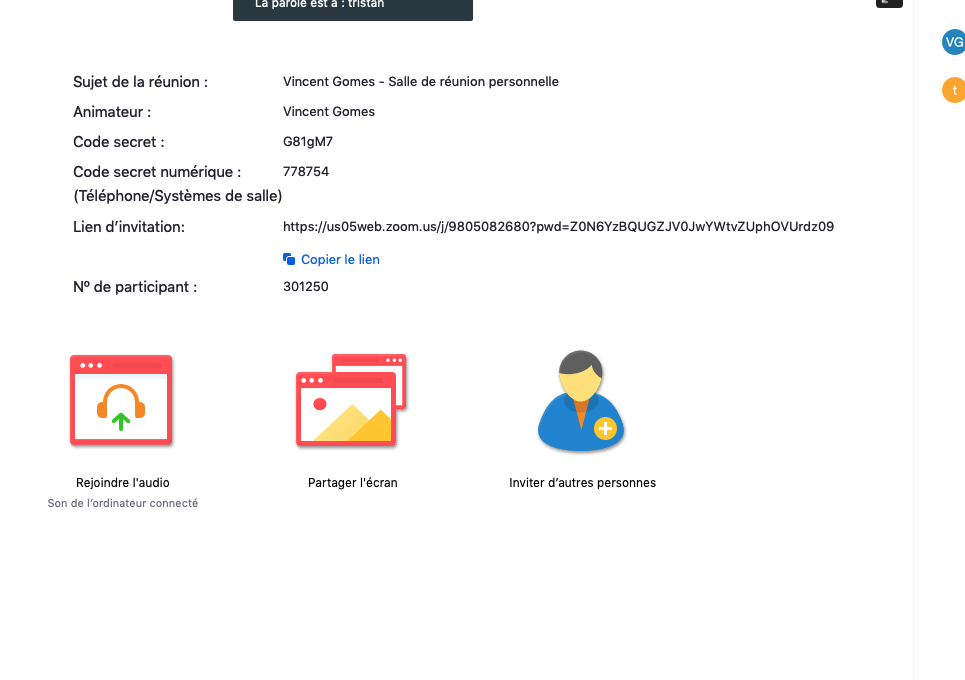 La parole est à : tristan
VG
Sujet de la réunion : Vincent Gomes - Salle de réunion personnelle
t
Animateur : Vincent Gomes
Code secret : G81gM7
Code secret numérique : 778754
(Téléphone/Systèmes de salle)
Lien d’invitation: https://us05web.zoom.us/j/9805082680?pwd=Z0N6YzBQUGZJV0JwYWtvZUphOVUrdz09
Copier le lien
Nº de participant : 301250
Rejoindre l'audio Partager l'écran Inviter d’autres personnes
Son de l’ordinateur connecté